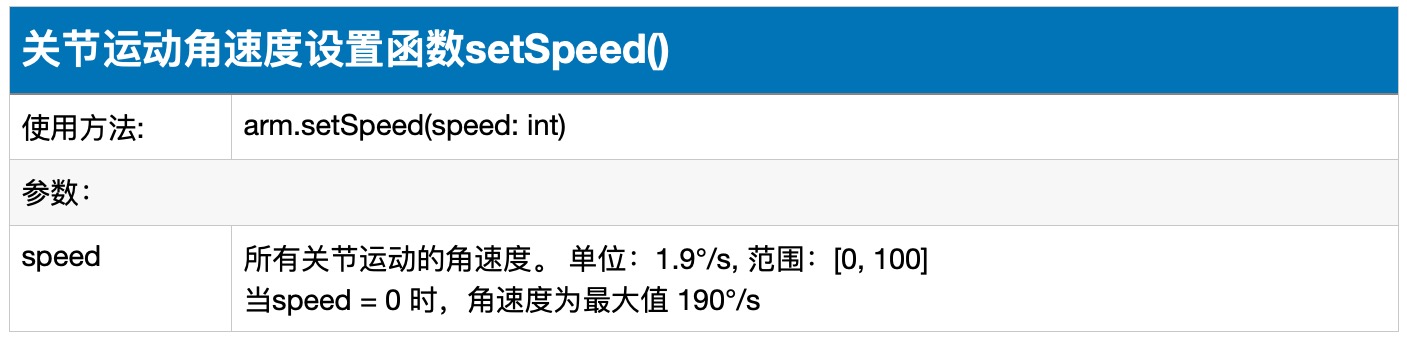 关节运动角速度设置函数setSpeed()
使用方法:
arm.setSpeed(speed: int)
参数：
speed
所有关节运动的角速度。 单位：1.9°/s, 范围：[0, 100]
当speed = 0 时，角速度为最大值 190°/s